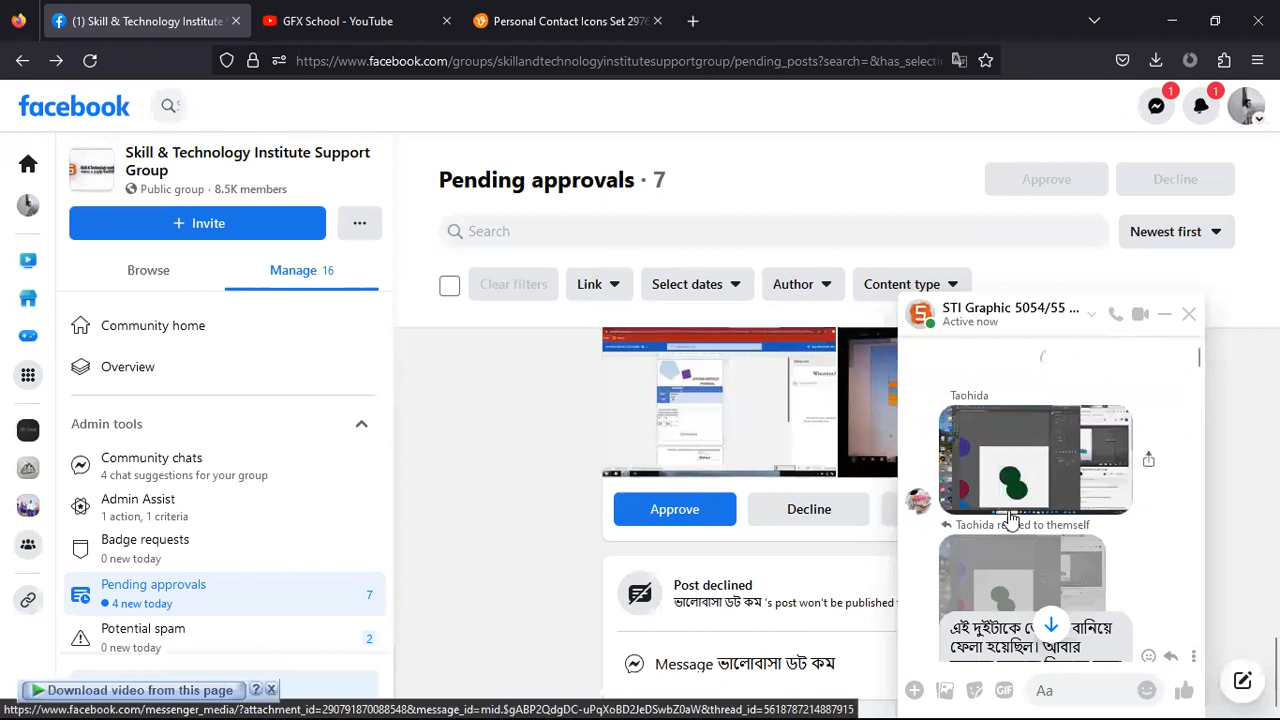 (1) Skill & Technology Institute
GFX School - YouTube
Personal Contact Icons Set 2976
https://www.facebook.com/groups/skillandtechnologyinstitutesupportgroup/pending_posts?search=&has_selecti
facebook
1
1
Skill & Technology Institute Support
Group
Public group · 8.5K members
+ Invite
Browse
Manage 16
Community home
Overview
Admin tools
Community chats
4 chat suggestions for your group
Admin Assist
1 action, 1 criteria
Badge requests
0 new today
Pending approvals
4 new today
7
Potential spam
0 new today
2
Download video from this page
Pending approvals · 7
Approve
Decline
Search
Newest first
Clear filters
Link
Select dates
Author
Content type
Approve
Decline
Post declined
ভালোবাসা ডট কম 's post won't be published
Message ভালোবাসা ডট কম
STI Graphic 5054/55 ...
Active now
Taohida
Taohida to themself
এই দুইটাকে বানিয়ে
ফেলা হয়েছিল। আবার
GIF
Aa
https://www.facebook.com/messenger_media/?attachment_id=290791870088548&message_id=mid.$gABP2QdgDC-uPqXoBD2JeDSwbZ0aW&thread_id=5618787214887915